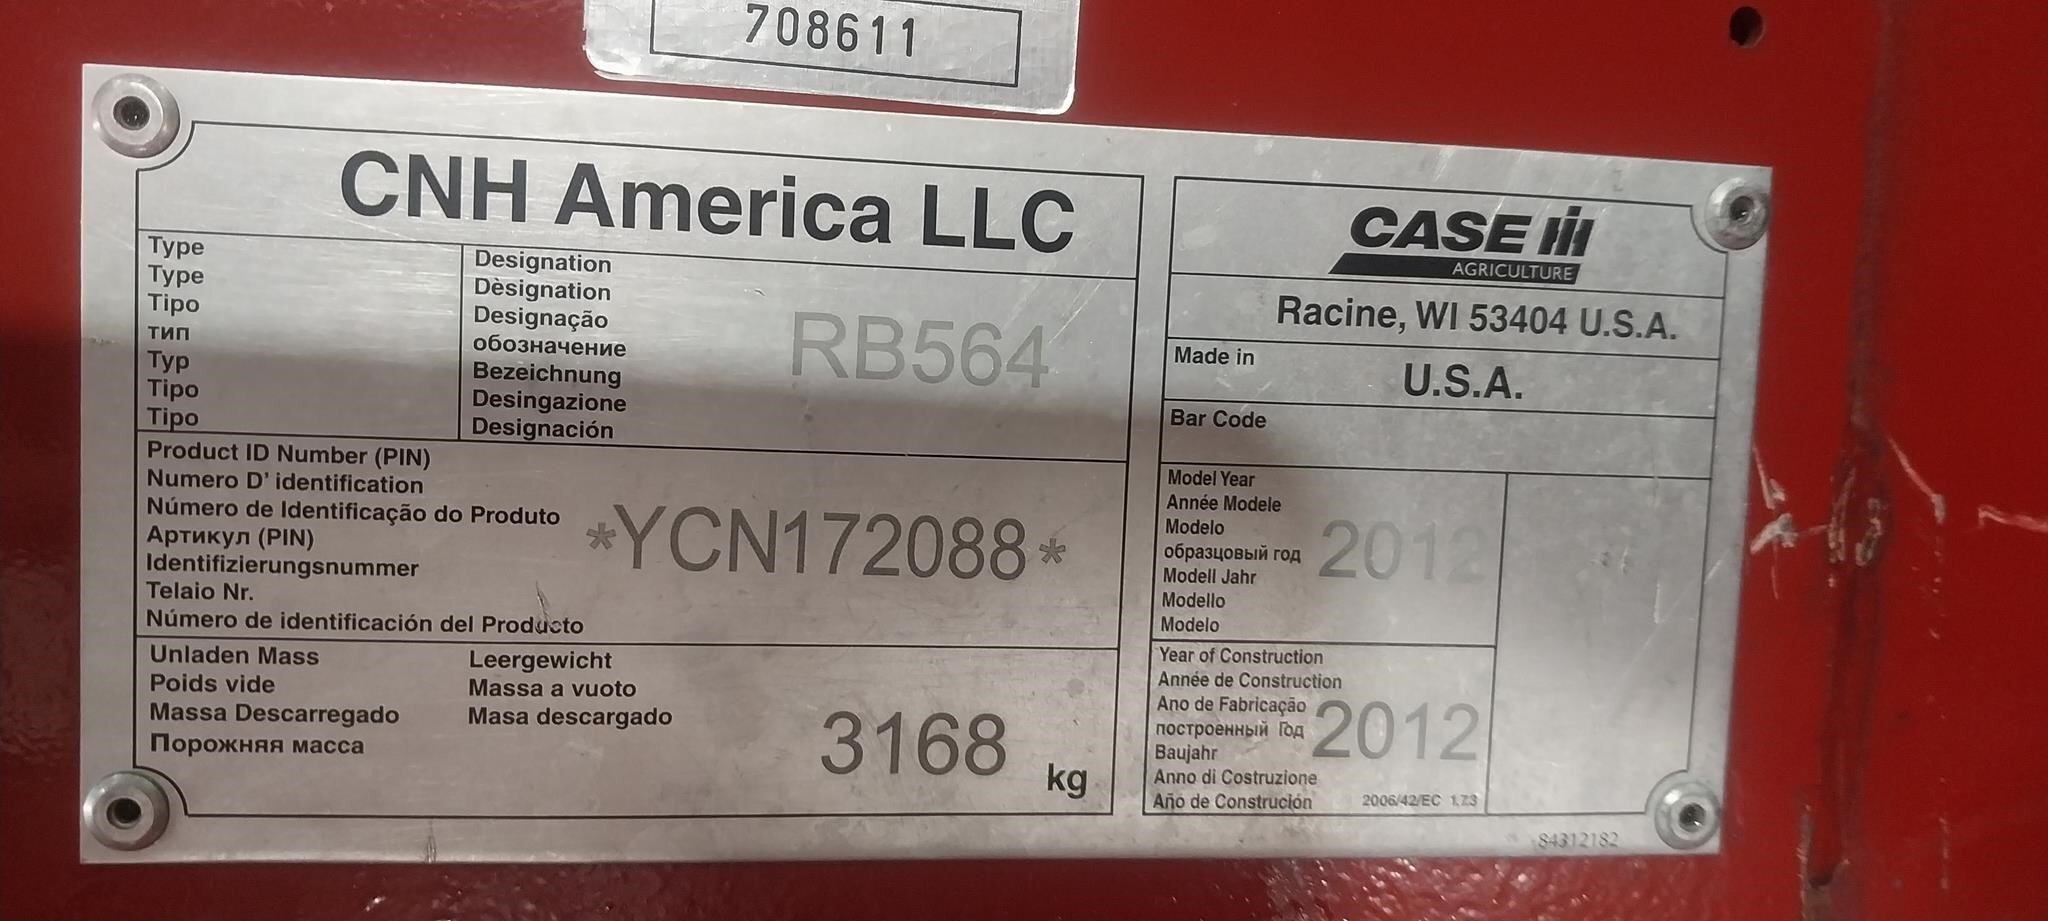 708611
CNH America LLC
Type
Type
Tipo
тип
Typ
Tipo
Tipo
Designation
Dèsignation
Designação
обозначение
Bezeichnung
Desingazione
Designación
RB564
Product ID Number (PIN)
Numero D' identification
Número de Identificação do Produto
Артикул (PIN)
Identifizierungsnummer
Telaio Nr.
Número de identificación del Producto
*YCN172088*
Unladen Mass
Poids vide
Massa Descarregado
Порожняя масса
Leergewicht
Massa a vuoto
Masa descargado
3168 kg
CASE IH
AGRICULTURE
Racine, WI 53404 U.S.A.
Made in
U.S.A.
Bar Code
Model Year
Année Modele
Modelo
образцовый год
Modell Jahr
Modello
Modelo
2012
Year of Construction
Année de Construction
Ano de Fabricação
построенный Год
Baujahr
Anno di Costruzione
Año de Construción
2012
2006/42/EC 1.7.3
84312182